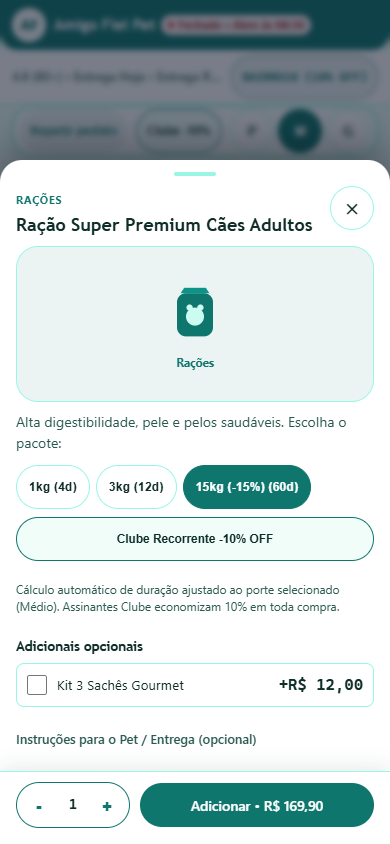 Amigo Fiel Pet
RAÇÕES
Ração Super Premium Cães Adultos
Rações
Alta digestibilidade, pele e pelos saudáveis. Escolha o
pacote:
1kg (4d) 3kg (12d) 15kg (-15%) (60d)
Clube Recorrente -10% OFF
Cálculo automático de duração ajustado ao porte selecionado
(Médio). Assinantes Clube economizam 10% em toda compra.
Adicionais opcionais
Kit 3 Sachês Gourmet +R$ 12,00
Instruções para o Pet / Entrega (opcional)
- 1 + Adicionar • R$ 169,90